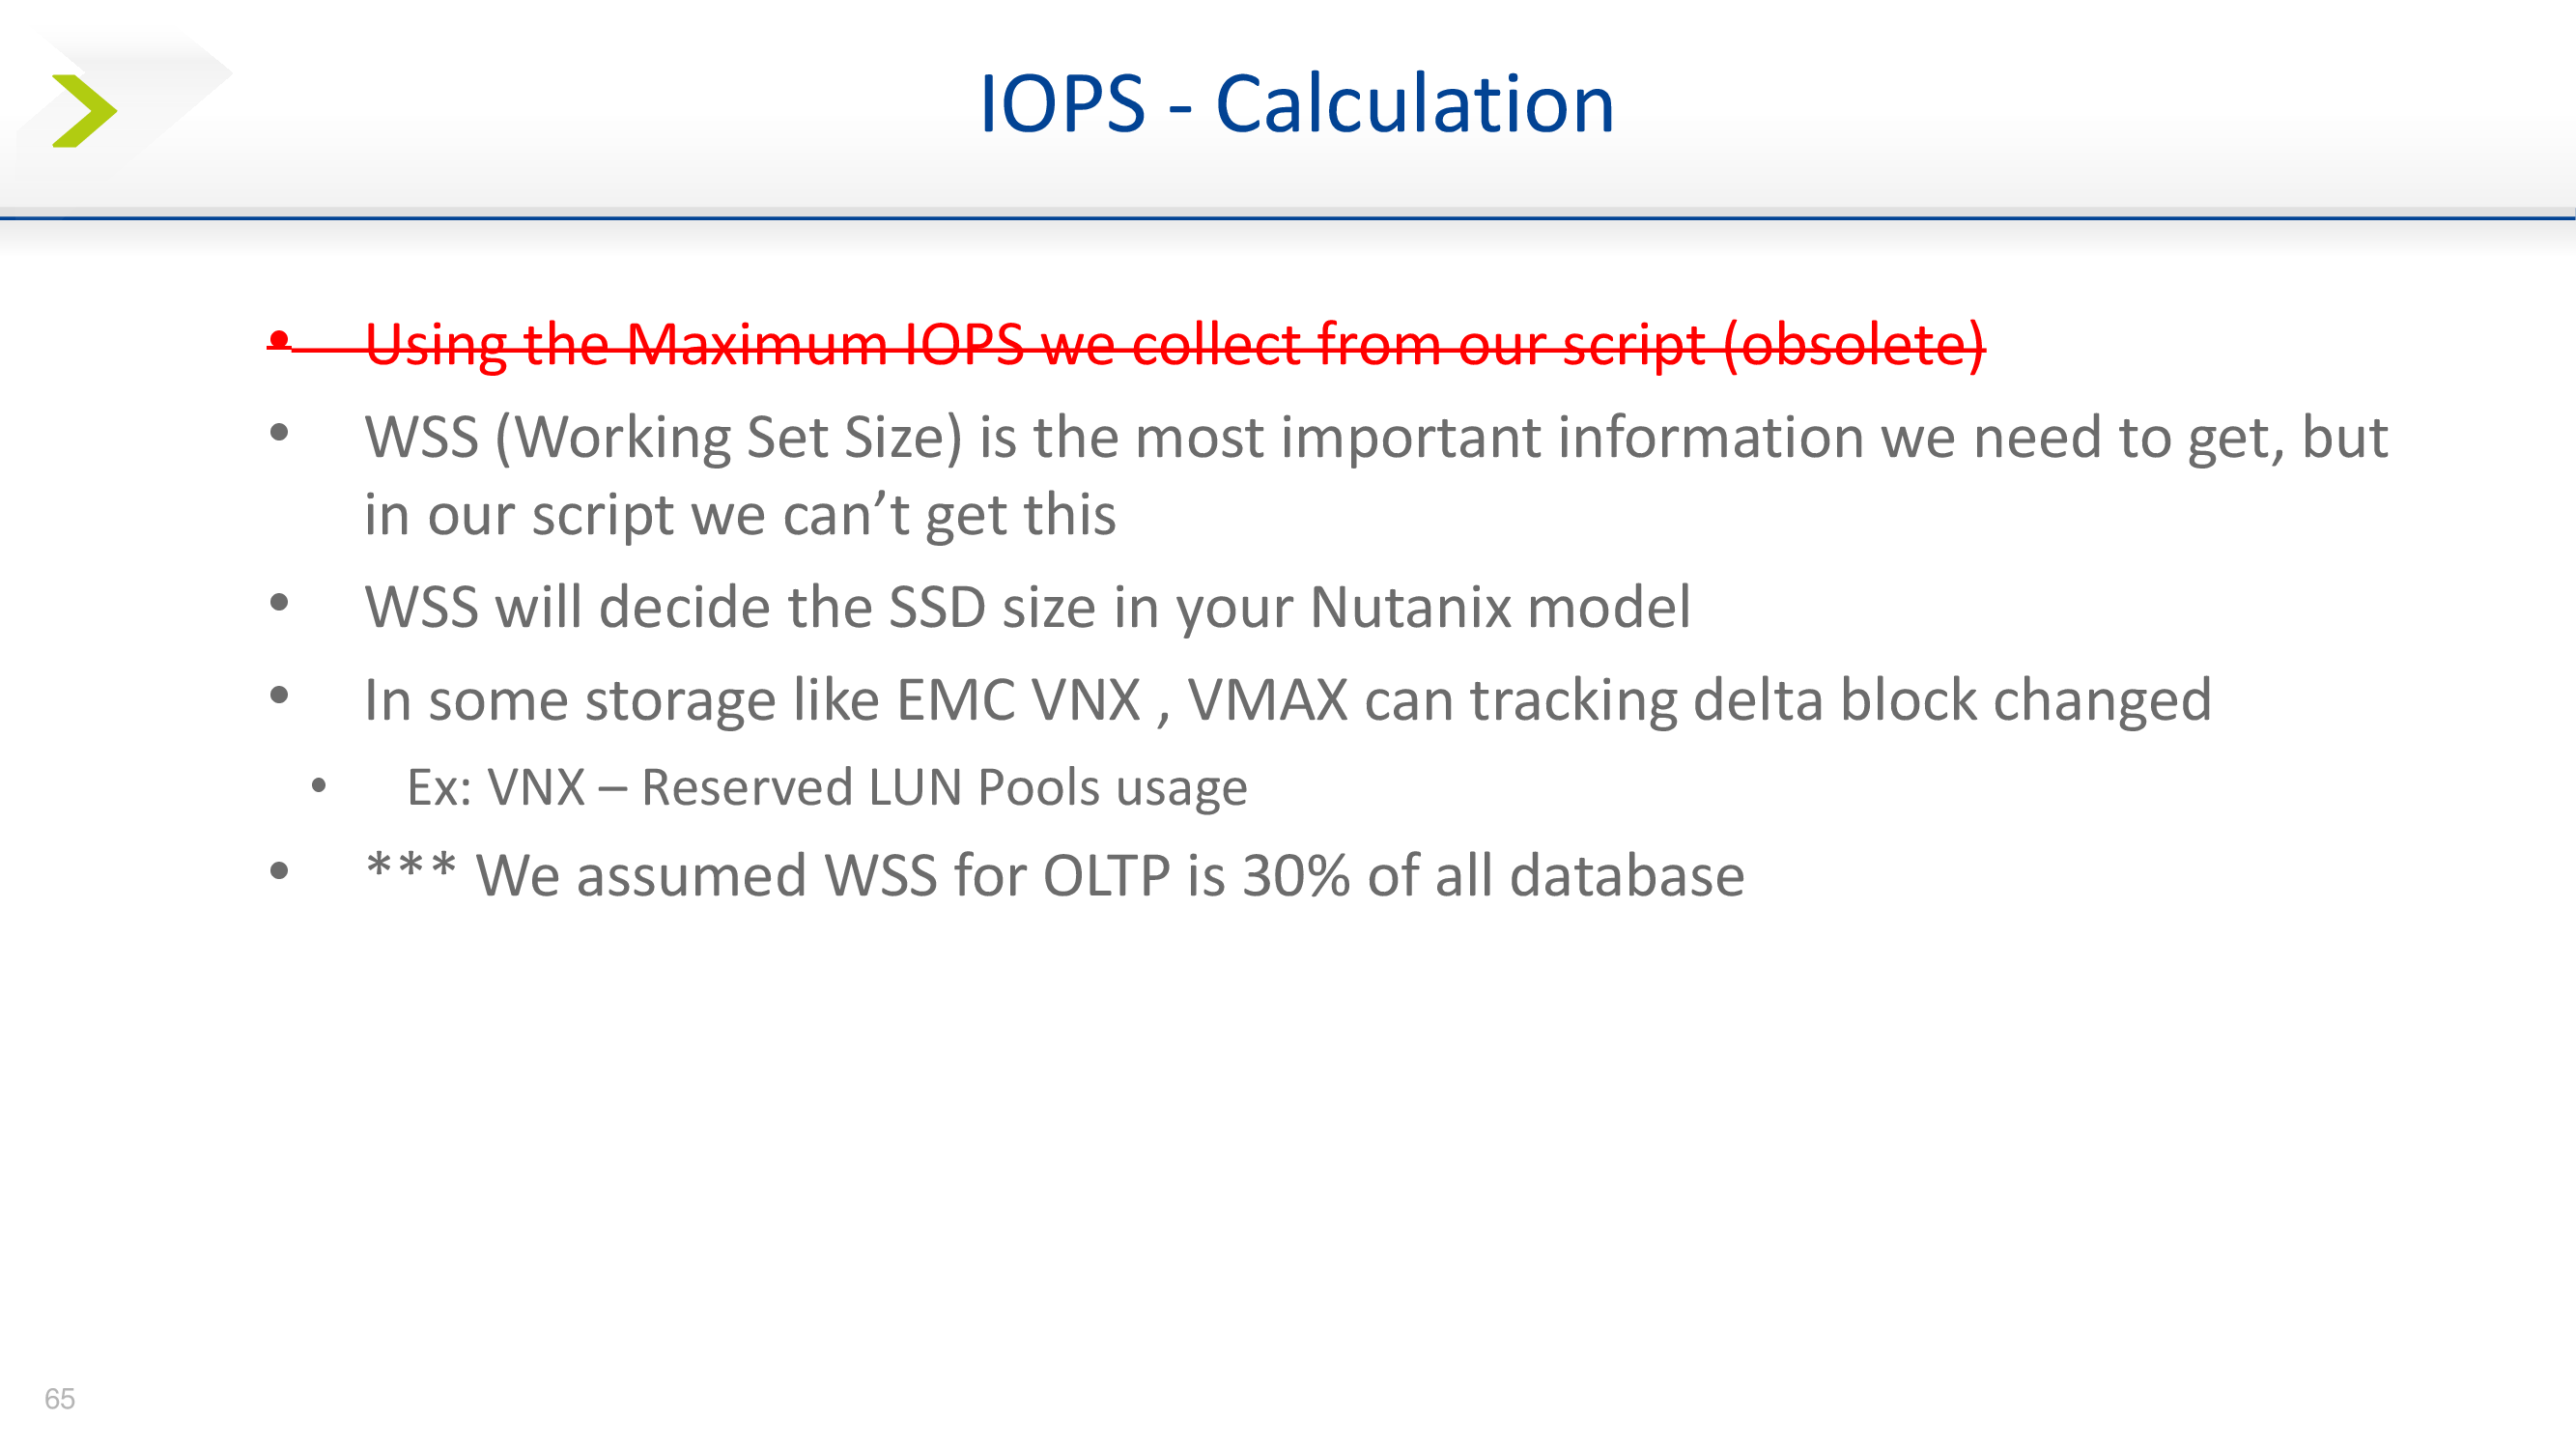 IOPS - Calculation
• Using the Maximum IOPS we collect from our script (obsolete)
• WSS (Working Set Size) is the most important information we need to get, but
in our script we can’t get this
• WSS will decide the SSD size in your Nutanix model
• In some storage like EMC VNX , VMAX can tracking delta block changed
• Ex: VNX – Reserved LUN Pools usage
• *** We assumed WSS for OLTP is 30% of all database
65